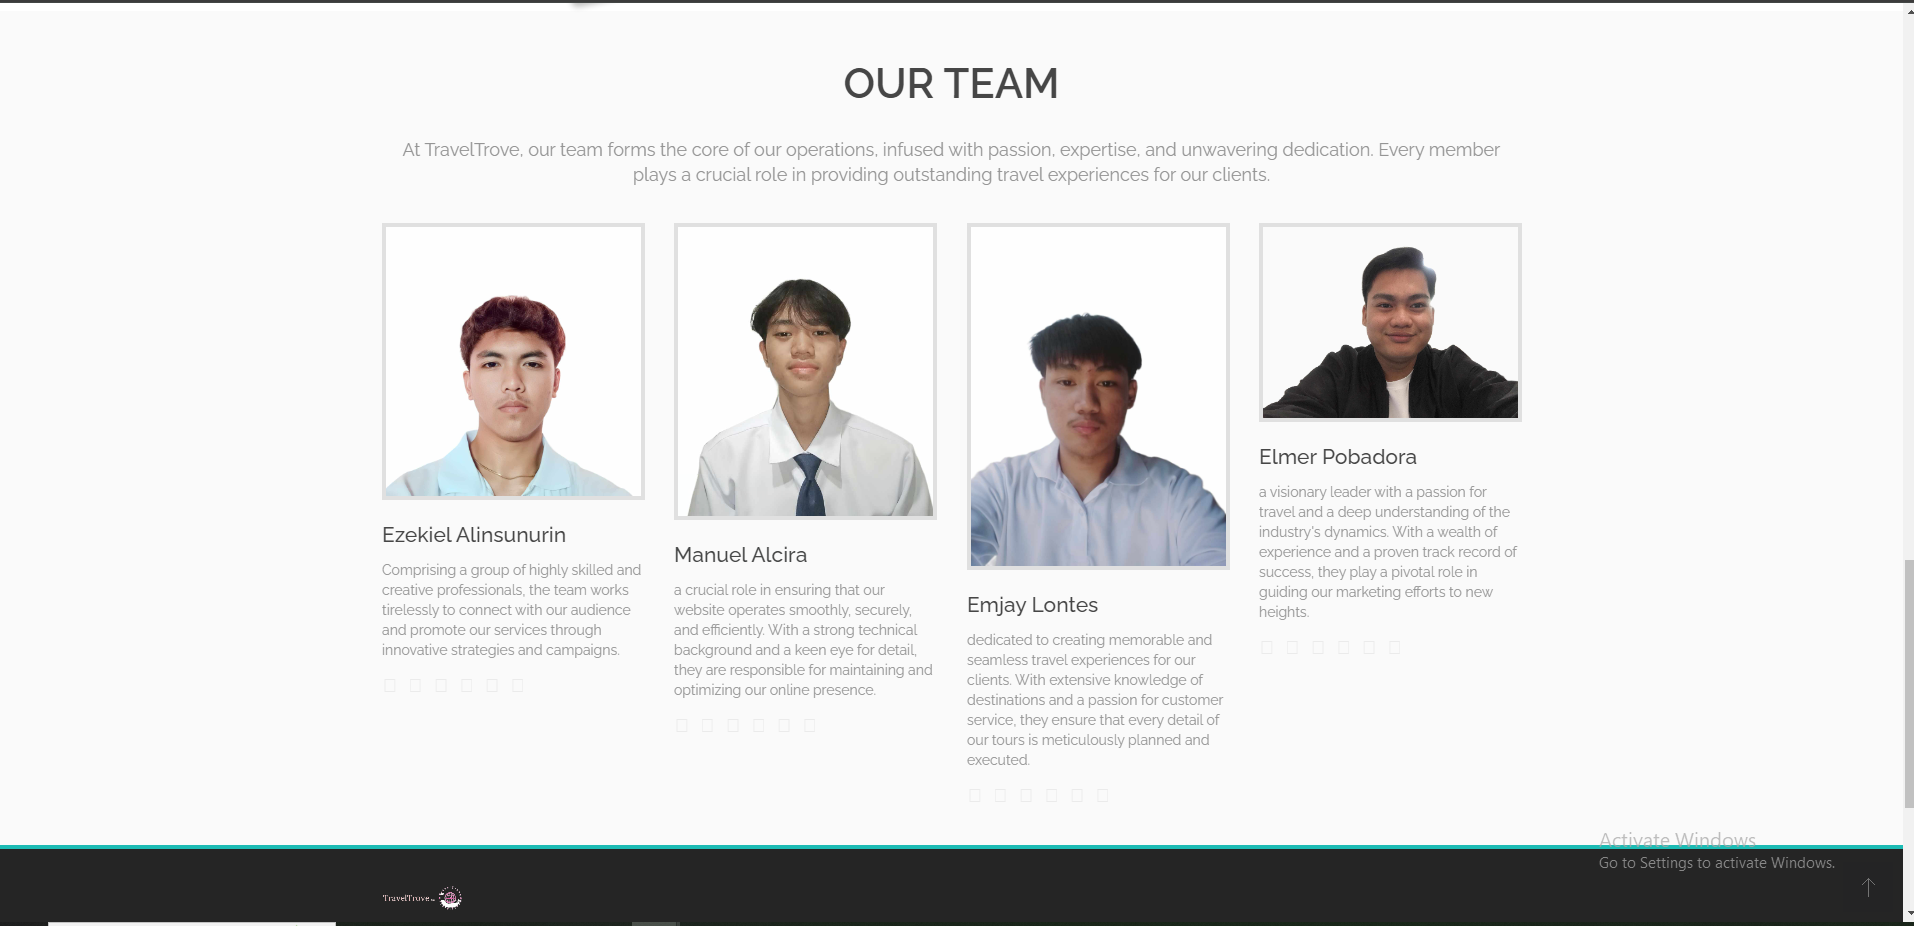 OUR TEAM
At TravelTrove, our team forms the core of our operations, infused with passion, expertise, and unwavering dedication. Every member
plays a crucial role in providing outstanding travel experiences for our clients.
Ezekiel Alinsunurin
Comprising a group of highly skilled and
creative professionals, the team works
tirelessly to connect with our audience
and promote our services through
innovative strategies and campaigns.
Manuel Alcira
a crucial role in ensuring that our
website operates smoothly, securely,
and efficiently. With a strong technical
background and a keen eye for detail,
they are responsible for maintaining and
optimizing our online presence.
Emjay Lontes
dedicated to creating memorable and
seamless travel experiences for our
clients. With extensive knowledge of
destinations and a passion for customer
service, they ensure that every detail of
our tours is meticulously planned and
executed.
Elmer Pobadora
a visionary leader with a passion for
travel and a deep understanding of the
industry's dynamics. With a wealth of
experience and a proven track record of
success, they play a pivotal role in
guiding our marketing efforts to new
heights.
Activate Windows
Go to Settings to activate Windows.
TravelTrove